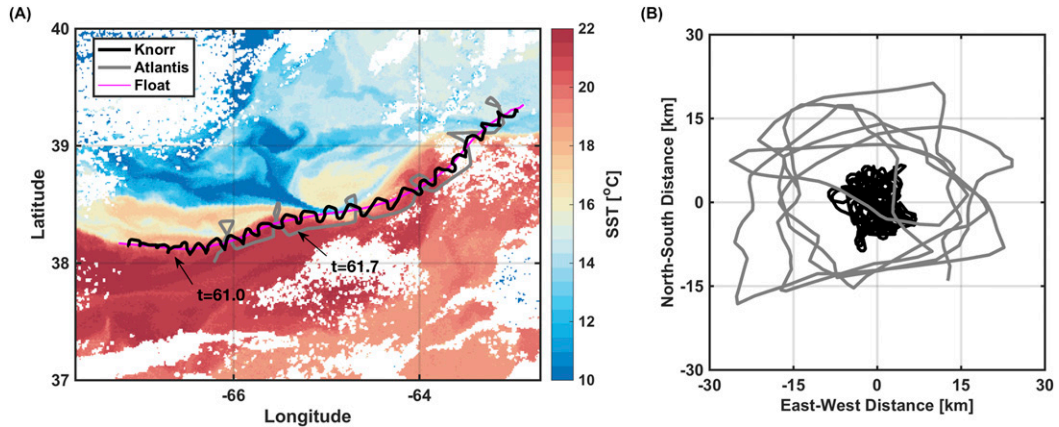 (A)
40
39
38
37
Latitude
-66
-64
Longitude
Knorr
Atlantis
Float
t=61.0
t=61.7
22
20
18
16
14
12
10
SST [°C]
(B)
30
15
0
-15
-30
North-South Distance [km]
-30
-15
0
15
30
East-West Distance [km]